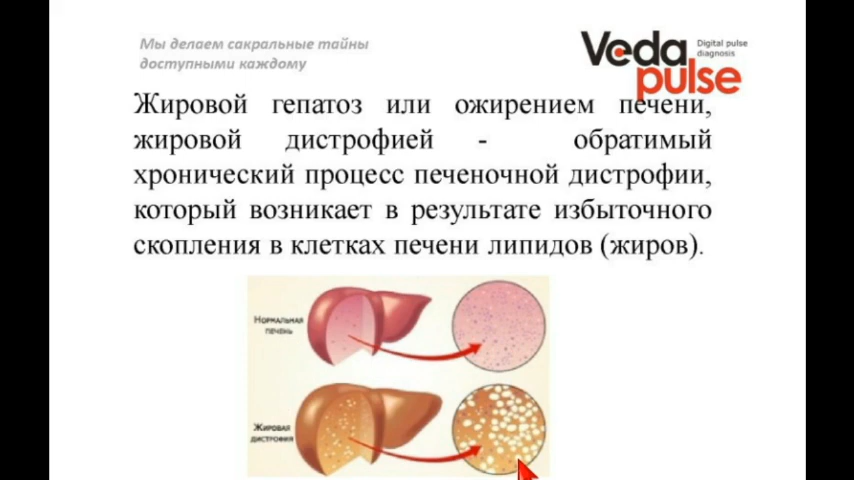 Мы делаем сакральные тайны
доступными каждому
Veda
pulse
Digital pulse
diagnosis
Жировой гепатоз или ожирением печени,
жировой дистрофией - обратимый
хронический процесс печеночной дистрофии,
который возникает в результате избыточного
скопления в клетках печени липидов (жиров).
Нормальная
печень
Жировая
дистрофия